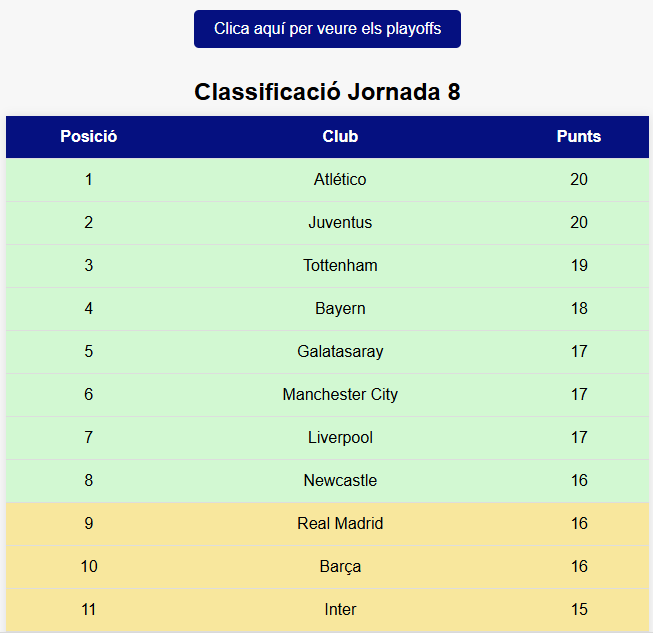 Clica aquí per veure els playoffs
Classificació Jornada 8
Posició Club Punts
1 Atlético 20
2 Juventus 20
3 Tottenham 19
4 Bayern 18
5 Galatasaray 17
6 Manchester City 17
7 Liverpool 17
8 Newcastle 16
9 Real Madrid 16
10 Barça 16
11 Inter 15